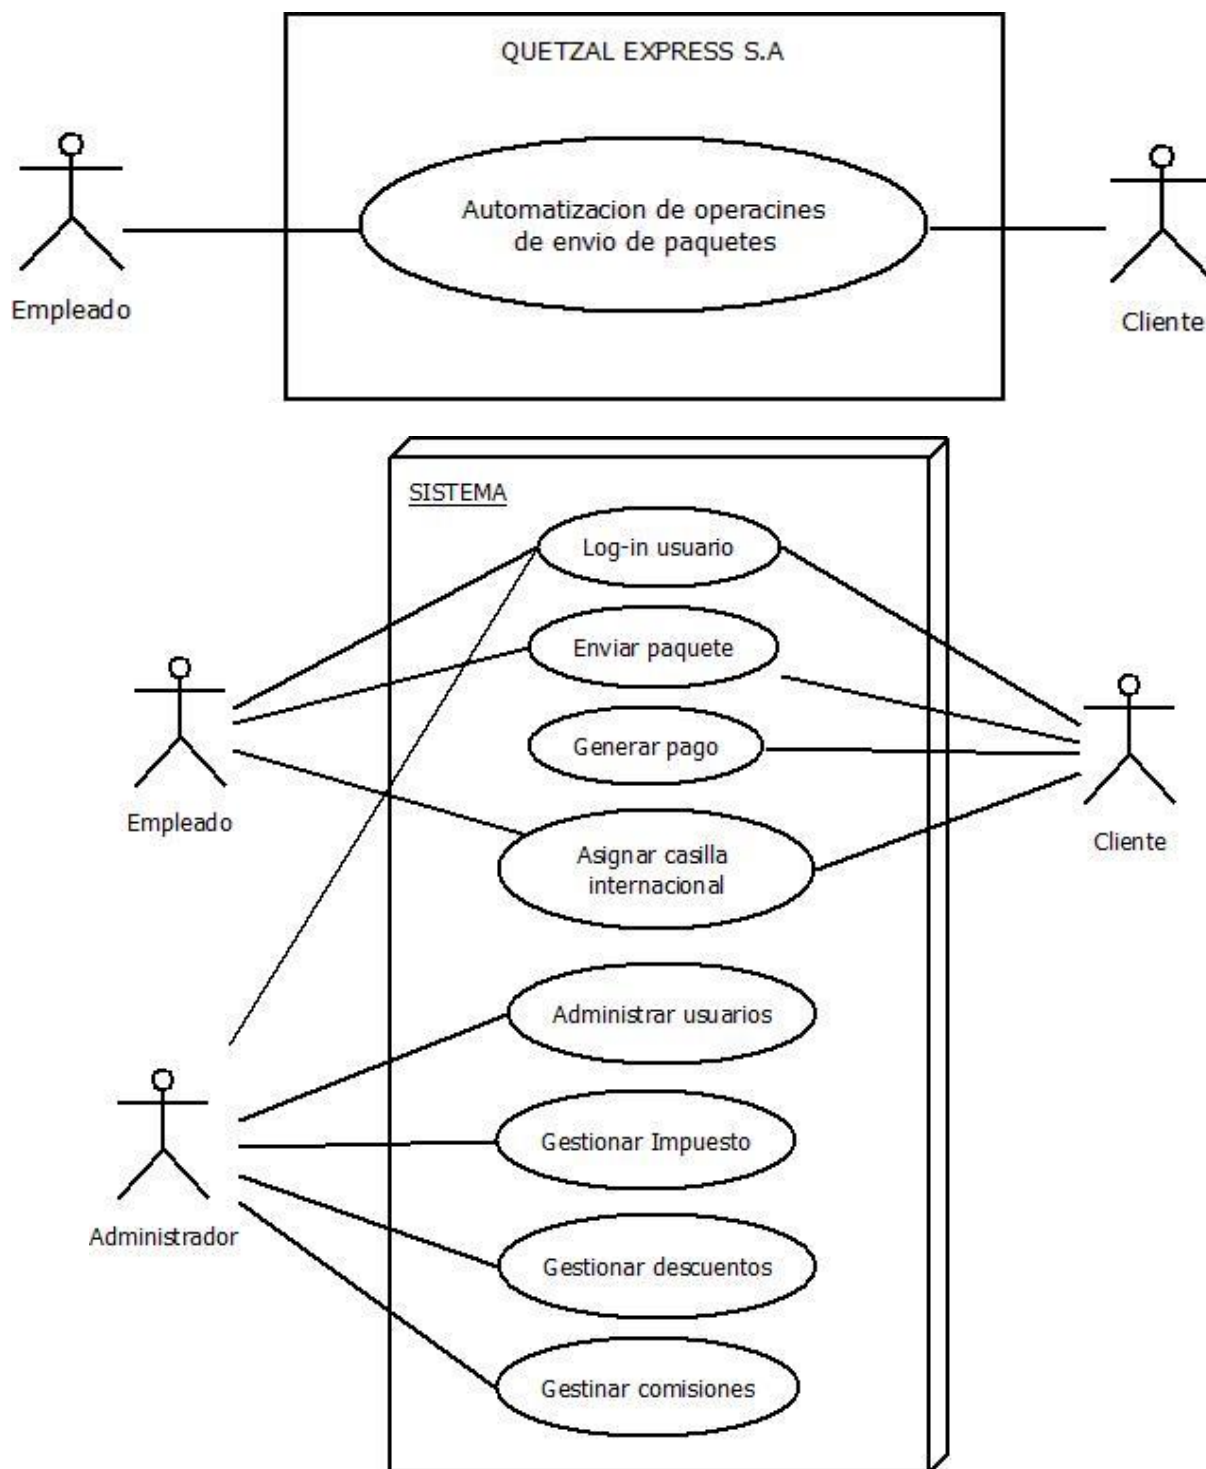 QUETZAL EXPRESS S.A
Automatizacion de operacines
de envio de paquetes
Empleado
Cliente
SISTEMA
Log-in usuario
Enviar paquete
Generar pago
Empleado
Cliente
Asignar casilla
internacional
Administrar usuarios
Gestionar Impuesto
Administrador
Gestionar descuentos
Gestinar comisiones